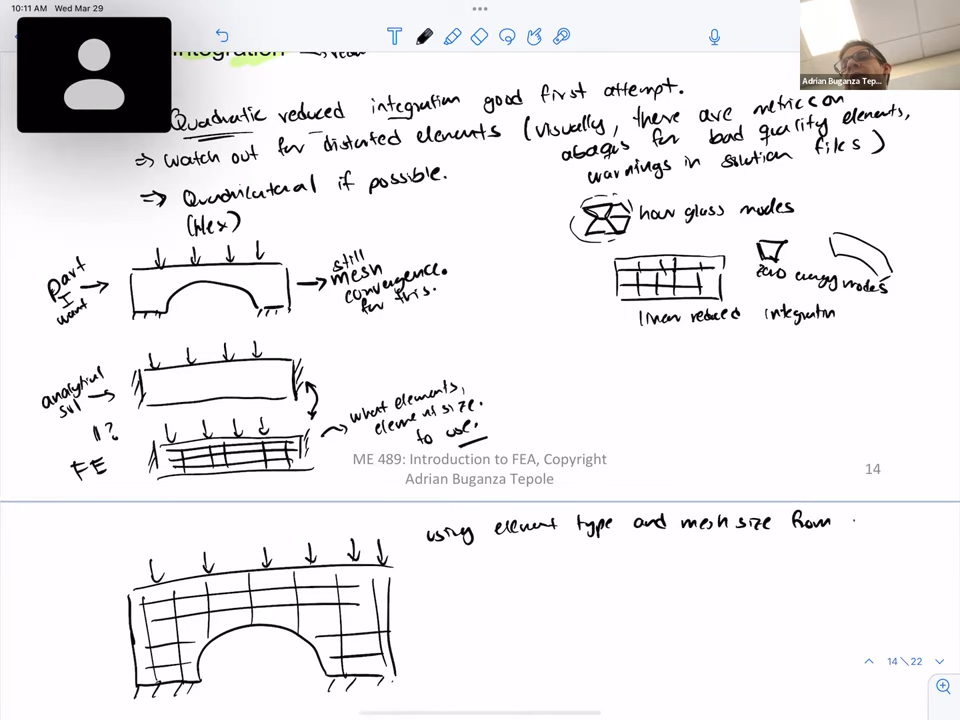 10:11 AM Wed Mar 29
Integration
Adrian Buganza Tep...
Quadratic reduced integration good first attempt.
⇒ watch out for distorted elements (visually, there are metrics on
abaqus for bad quality elements,
warnings in solution files)
⇒ Quadrilateral if possible.
(Hex)
hour glass modes
Part
I
want
still
mesh
convergence.
for this.
zero energy modes
linear reduced integration
analytical
sol
11?
FE
what elements,
element size.
to use.
ME 489: Introduction to FEA, Copyright
Adrian Buganza Tepole
14
using element type and mesh size from
14\22